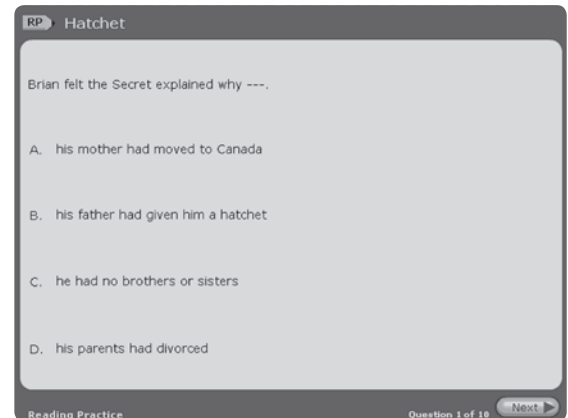 RP Hatchet
Brian felt the Secret explained why ---.
A. his mother had moved to Canada
B. his father had given him a hatchet
C. he had no brothers or sisters
D. his parents had divorced
Reading Practice Question 1 of 10 Next